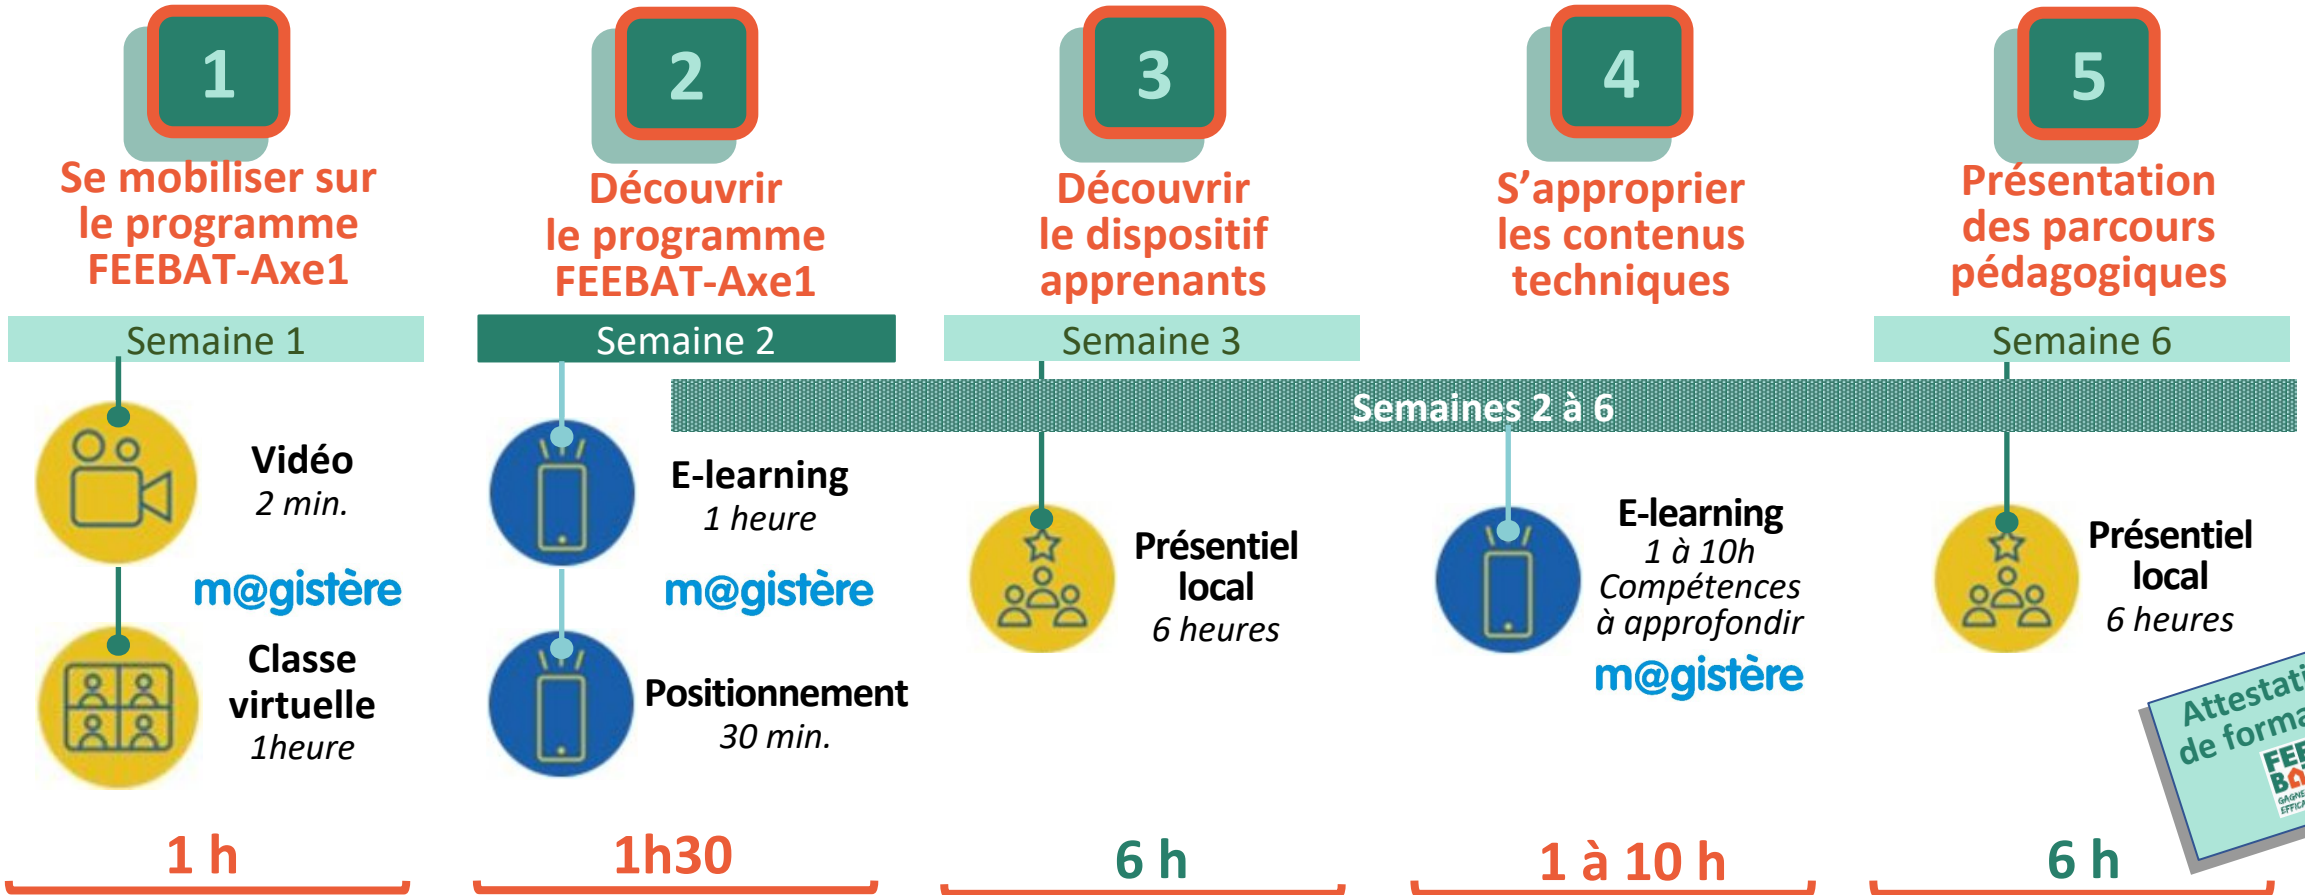 1
Se mobiliser sur
le programme
FEEBAT-Axe1
Semaine 1
Vidéo
2 min.
m@gistère
Classe
virtuelle
1heure
1 h
2
Découvrir
le programme
FEEBAT-Axe1
Semaine 2
E-learning
1 heure
m@gistère
Positionnement
30 min.
1h30
3
Découvrir
le dispositif
apprenants
Semaine 3
Semaines 2 à 6
Présentiel
local
6 heures
6 h
4
S’approprier
les contenus
techniques
E-learning
1 à 10h
Compétences
à approfondir
m@gistère
1 à 10 h
5
Présentation
des parcours
pédagogiques
Semaine 6
Présentiel
local
6 heures
6 h
de